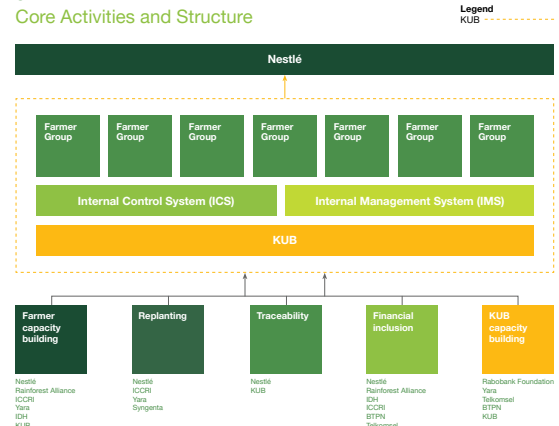 Core Activities and Structure
Legend
KUB
Nestlé
Farmer
Group
Farmer
Group
Farmer
Group
Farmer
Group
Farmer
Group
Farmer
Group
Farmer
Group
Internal Control System (ICS)
Internal Management System (IMS)
KUB
Farmer
capacity
building
Nestlé
Rainforest Alliance
ICCRI
Yara
IDH
KUB
Replanting
Nestlé
ICCRI
Yara
Syngenta
Traceability
Nestlé
KUB
Financial
inclusion
Nestlé
Rainforest Alliance
IDH
ICCRI
BTPN
Telkomsel
KUB
capacity
building
Rabobank Foundation
Yara
Telkomsel
BTPN
KUB